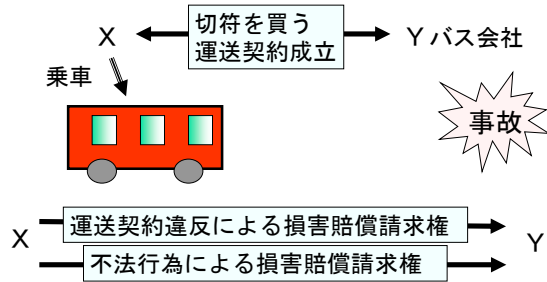 X
切符を買う
運送契約成立
Y バス会社
乗車
事故
X
運送契約違反による損害賠償請求権
不法行為による損害賠償請求権
Y